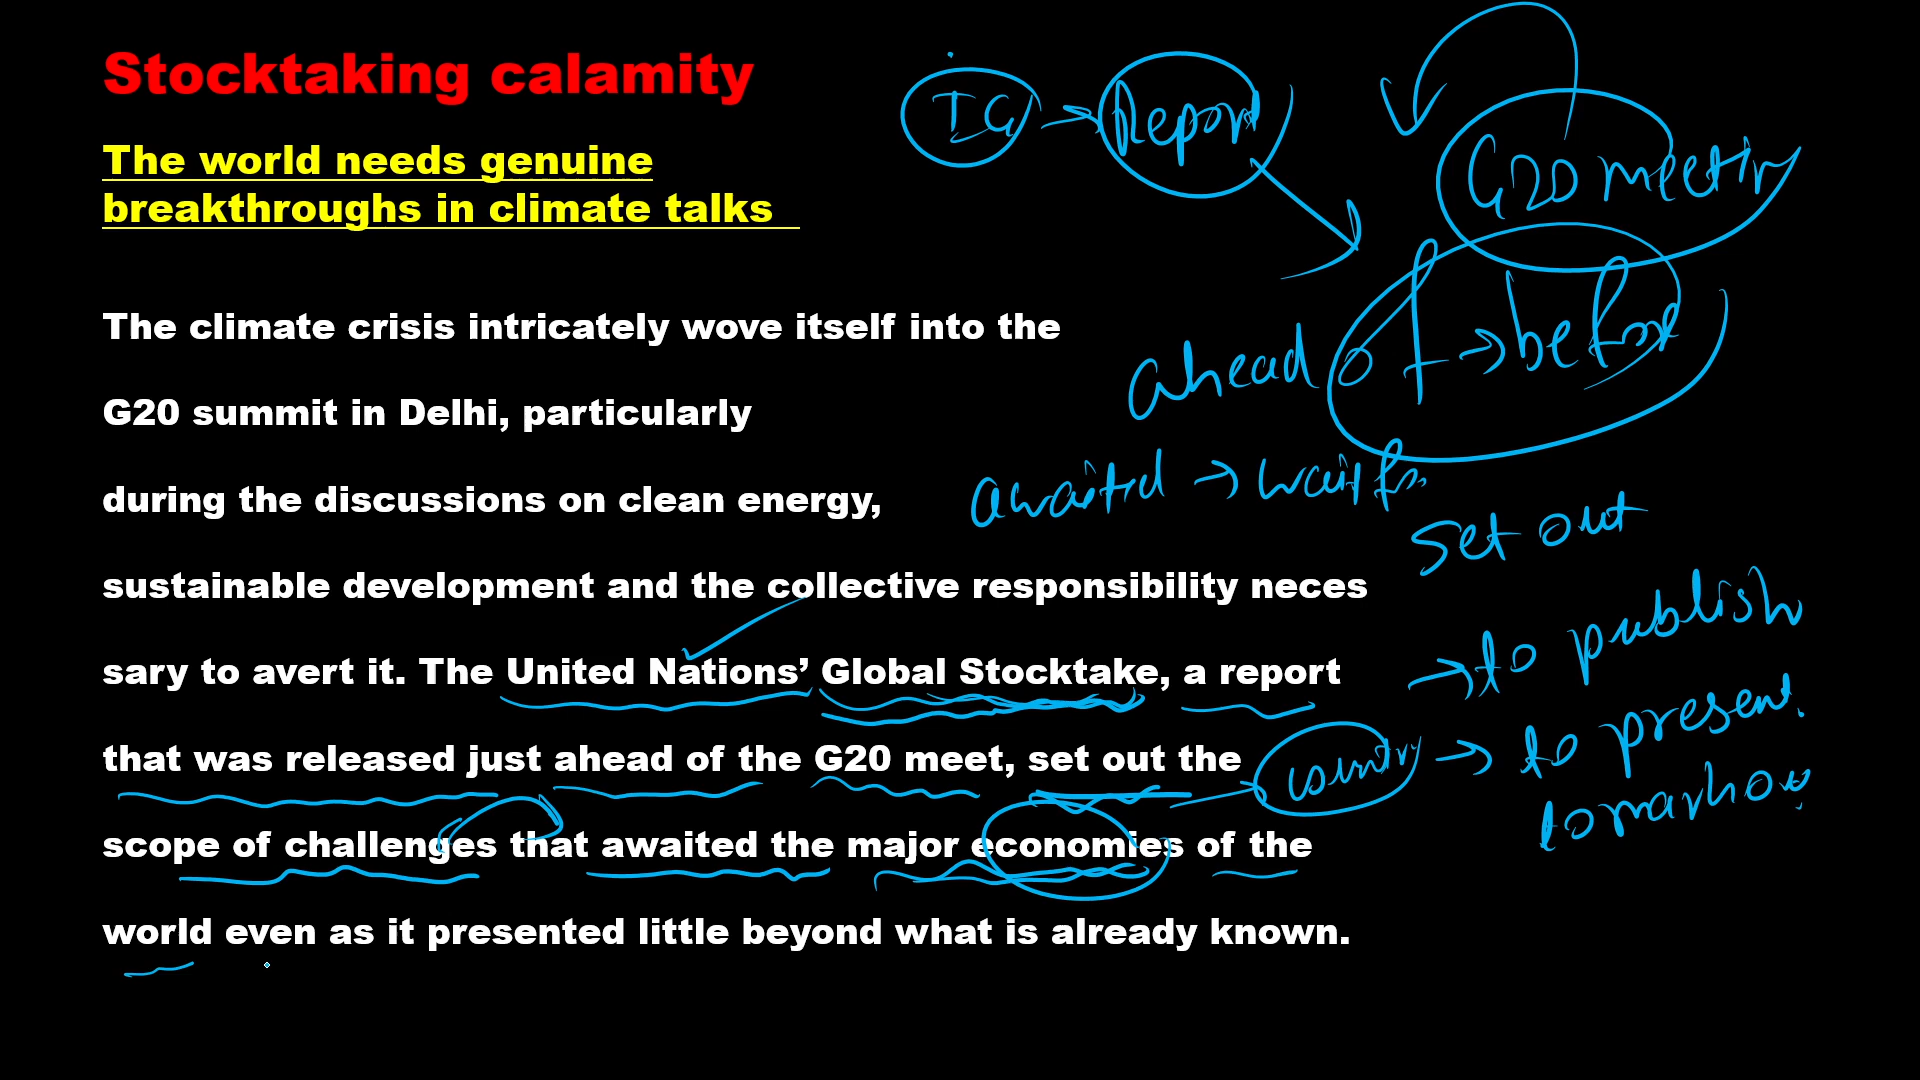 Stocktaking calamity
The world needs genuine
breakthroughs in climate talks
The climate crisis intricately wove itself into the
G20 summit in Delhi, particularly
during the discussions on clean energy,
sustainable development and the collective responsibility neces
sary to avert it. The United Nations’ Global Stocktake, a report
that was released just ahead of the G20 meet, set out the
scope of challenges that awaited the major economies of the
world even as it presented little beyond what is already known.
Report
G20 meeting
ahead of → before
awaited → wait for
set out
→ to publish
country → to present